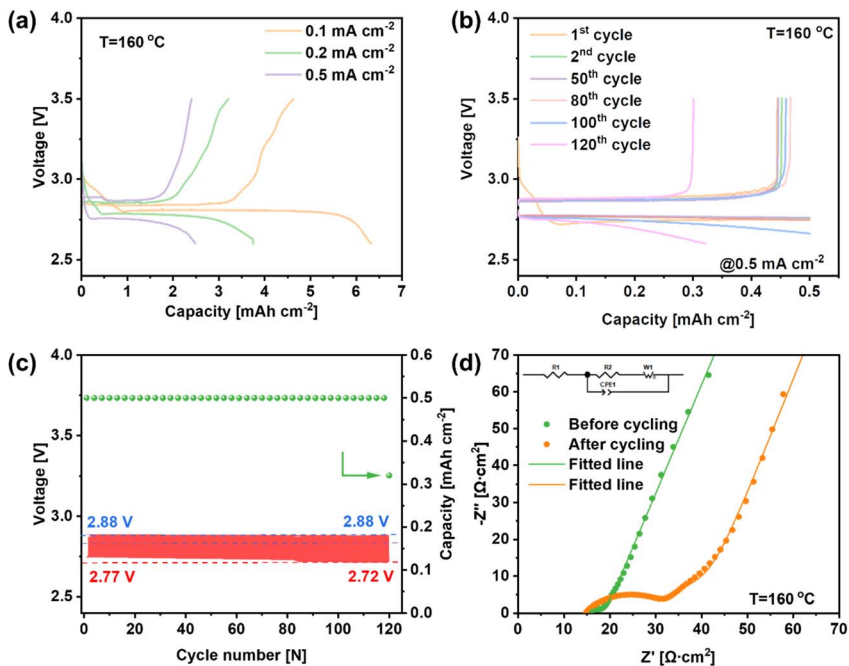 (a)
T=160 °C
0.1 mA cm⁻²
0.2 mA cm⁻²
0.5 mA cm⁻²
4.0
3.5
3.0
2.5
Voltage [V]
0 1 2 3 4 5 6 7
Capacity [mAh cm⁻²]
(b)
T=160 °C
1ˢᵗ cycle
2ⁿᵈ cycle
50ᵗʰ cycle
80ᵗʰ cycle
100ᵗʰ cycle
120ᵗʰ cycle
@0.5 mA cm⁻²
4.0
3.5
3.0
2.5
Voltage [V]
0.0 0.1 0.2 0.3 0.4 0.5
Capacity [mAh cm⁻²]
(c)
4.0
3.5
3.0
2.5
Voltage [V]
2.88 V 2.88 V
2.77 V 2.72 V
0.6
0.5
0.4
0.3
0.2
0.1
0.0
Capacity [mAh cm⁻²]
0 20 40 60 80 100 120
Cycle number [N]
(d)
R1 R2 W1
CPE1
Before cycling
After cycling
Fitted line
Fitted line
T=160 °C
70
60
50
40
30
20
10
0
-Z'' [Ω·cm²]
0 10 20 30 40 50 60 70
Z' [Ω·cm²]